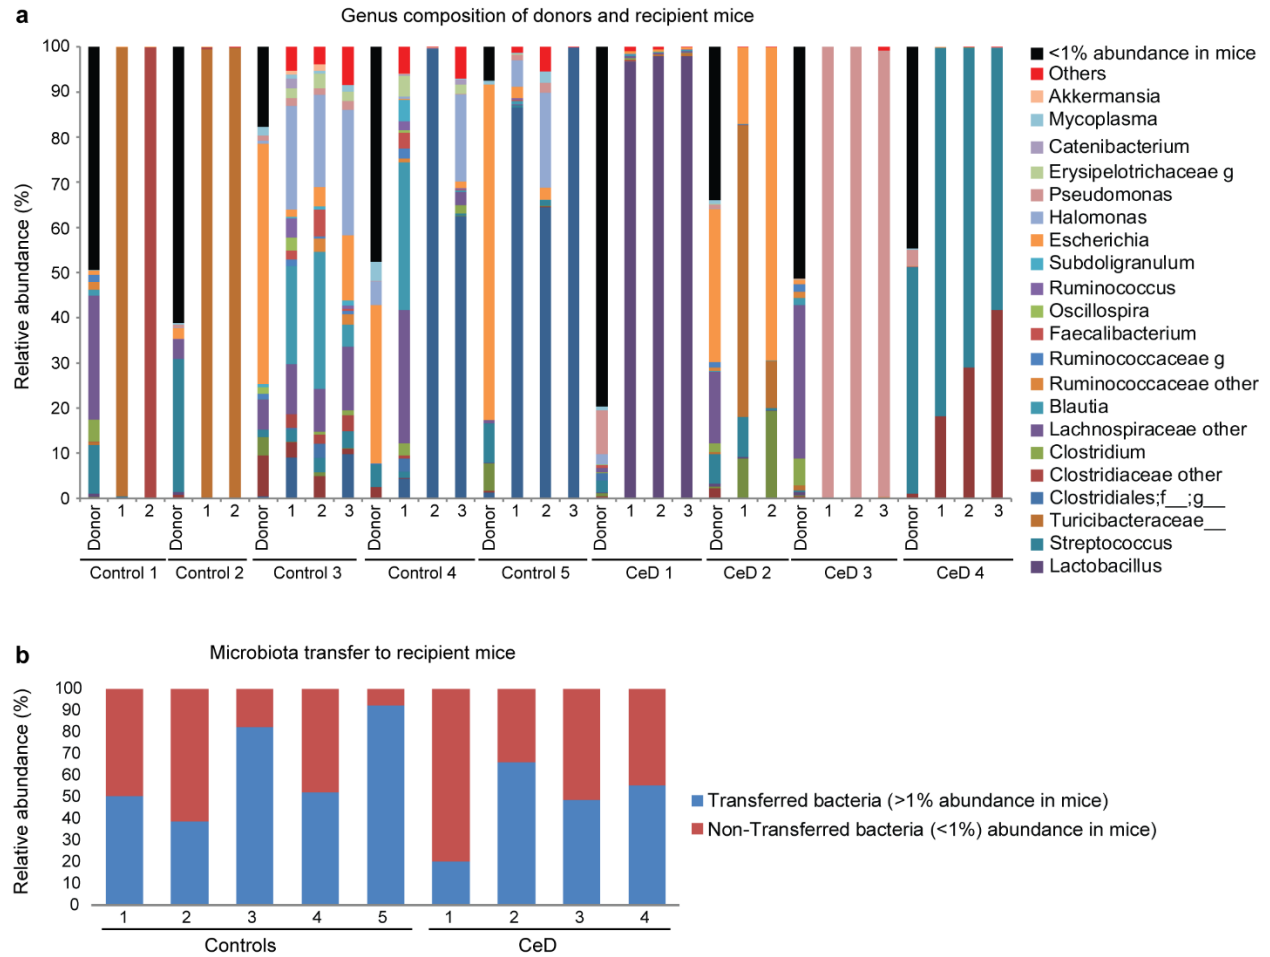 a
Genus composition of donors and recipient mice
Relative abundance (%)
100
90
80
70
60
50
40
30
20
10
0
Donor 1 2 Donor 1 2 Donor 1 2 3 Donor 1 2 3 Donor 1 2 3 Donor 1 2 3 Donor 1 2 Donor 1 2 3 Donor 1 2 3
Control 1 Control 2 Control 3 Control 4 Control 5 CeD 1 CeD 2 CeD 3 CeD 4
<1% abundance in mice
Others
Akkermansia
Mycoplasma
Catenibacterium
Erysipelotrichaceae g
Pseudomonas
Halomonas
Escherichia
Subdoligranulum
Ruminococcus
Oscillospira
Faecalibacterium
Ruminococcaceae g
Ruminococcaceae other
Blautia
Lachnospiraceae other
Clostridium
Clostridiaceae other
Clostridiales;f__;g__
Turicibacteraceae__
Streptococcus
Lactobacillus
b
Microbiota transfer to recipient mice
Relative abundance (%)
100
90
80
70
60
50
40
30
20
10
0
1 2 3 4 5 1 2 3 4
Controls CeD
Transferred bacteria (>1% abundance in mice)
Non-Transferred bacteria (<1%) abundance in mice)